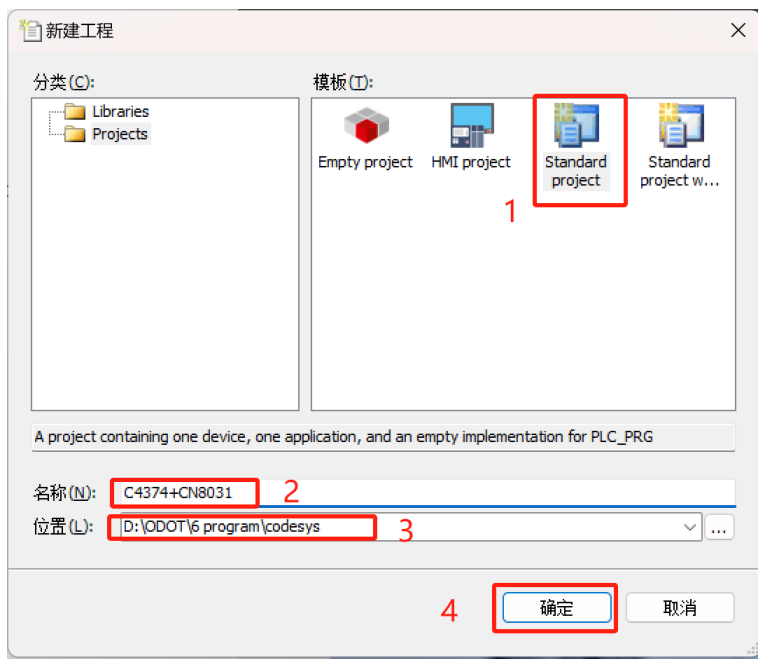 新建工程
分类(C):
模板(T):
Libraries
Projects
Empty project
HMI project
Standard
project
Standard
project w...
1
A project containing one device, one application, and an empty implementation for PLC_PRG
名称(N): C4374+CN8031 2
位置(L): D:\ODOT\6 program\codesys 3 ...
4 确定 取消